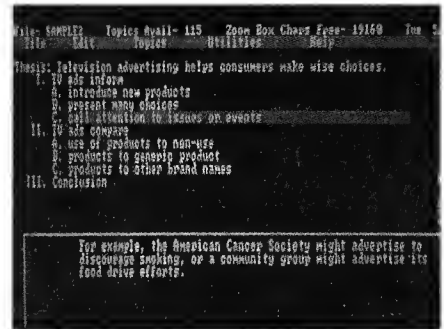 File- SAMPLE2 Topics Avail- 115 Zoom Box Chars Free- 19160 Tue
File Edit Topics Utilities Help
Thesis: Television advertising helps consumers make wise choices.
I. TV ads inform
A. introduce new products
B. present many choices
C. call attention to issues or events
II. TV ads compare
A. use of products to non-use
B. products to generic product
C. products to other brand names
III. Conclusion
For example, the American Cancer Society might advertise to
discourage smoking, or a community group might advertise its
food drive efforts.